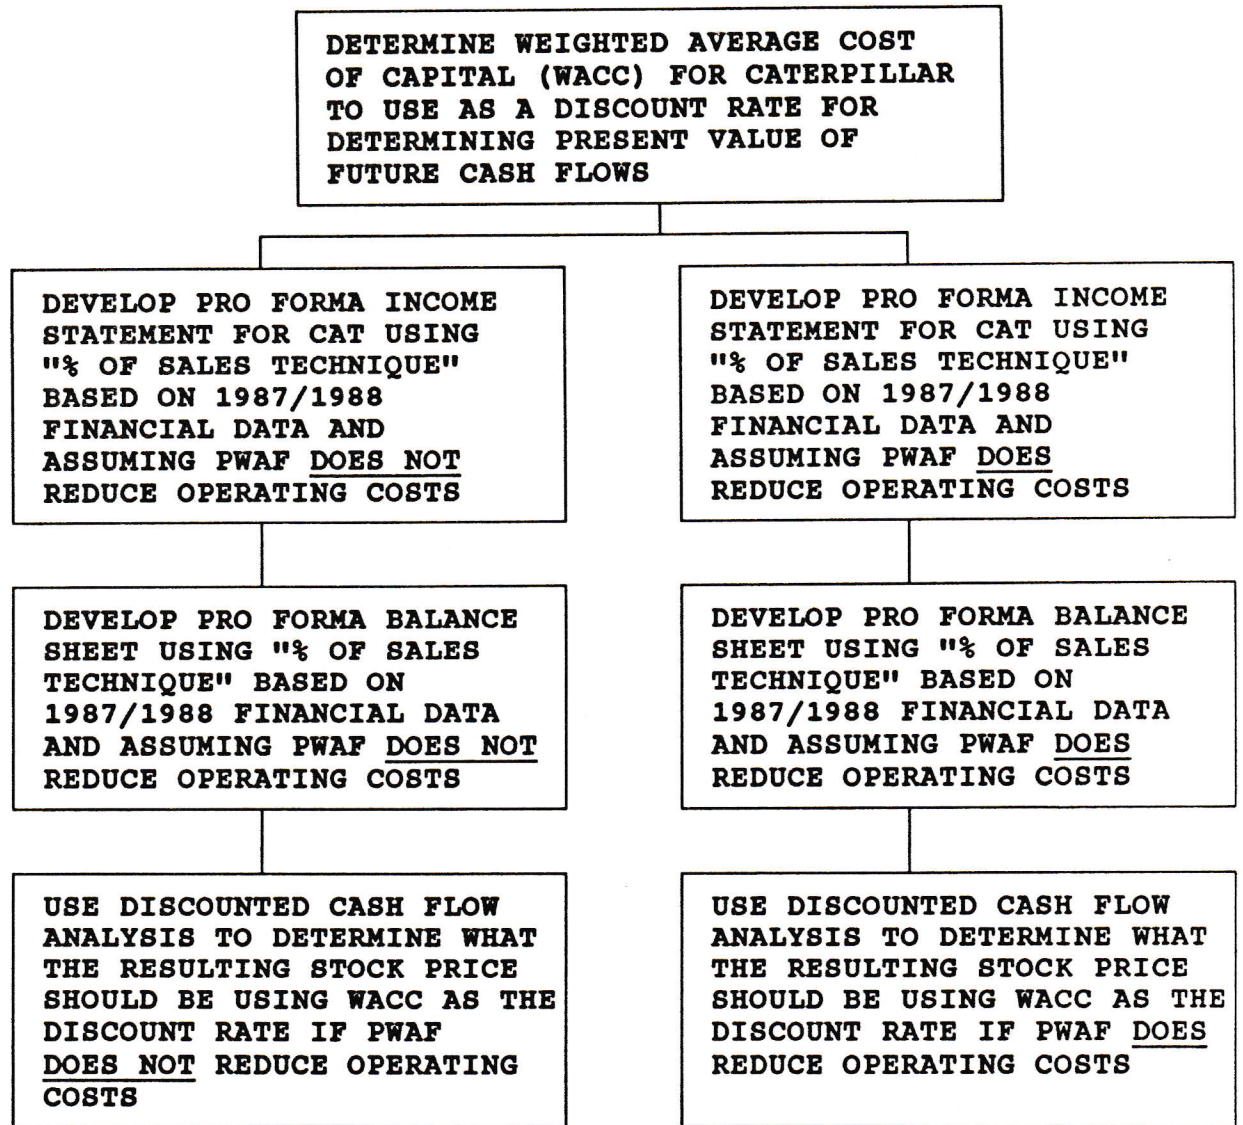 DETERMINE WEIGHTED AVERAGE COST
OF CAPITAL (WACC) FOR CATERPILLAR
TO USE AS A DISCOUNT RATE FOR
DETERMINING PRESENT VALUE OF
FUTURE CASH FLOWS
DEVELOP PRO FORMA INCOME
STATEMENT FOR CAT USING
"% OF SALES TECHNIQUE"
BASED ON 1987/1988
FINANCIAL DATA AND
ASSUMING PWAF DOES NOT
REDUCE OPERATING COSTS
DEVELOP PRO FORMA BALANCE
SHEET USING "% OF SALES
TECHNIQUE" BASED ON
1987/1988 FINANCIAL DATA
AND ASSUMING PWAF DOES NOT
REDUCE OPERATING COSTS
USE DISCOUNTED CASH FLOW
ANALYSIS TO DETERMINE WHAT
THE RESULTING STOCK PRICE
SHOULD BE USING WACC AS THE
DISCOUNT RATE IF PWAF
DOES NOT REDUCE OPERATING
COSTS
DEVELOP PRO FORMA INCOME
STATEMENT FOR CAT USING
"% OF SALES TECHNIQUE"
BASED ON 1987/1988
FINANCIAL DATA AND
ASSUMING PWAF DOES
REDUCE OPERATING COSTS
DEVELOP PRO FORMA BALANCE
SHEET USING "% OF SALES
TECHNIQUE" BASED ON
1987/1988 FINANCIAL DATA
AND ASSUMING PWAF DOES
REDUCE OPERATING COSTS
USE DISCOUNTED CASH FLOW
ANALYSIS TO DETERMINE WHAT
THE RESULTING STOCK PRICE
SHOULD BE USING WACC AS THE
DISCOUNT RATE IF PWAF DOES
REDUCE OPERATING COSTS